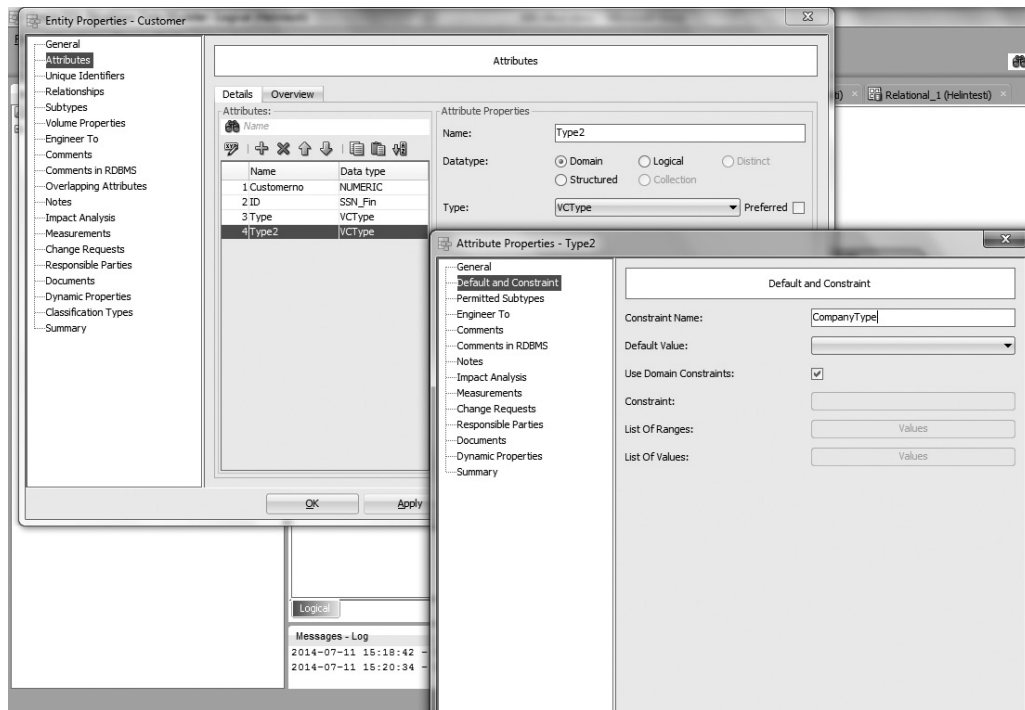 Entity Properties - Customer
General
Attributes
Unique Identifiers
Relationships
Subtypes
Volume Properties
Engineer To
Comments
Comments in RDBMS
Overlapping Attributes
Notes
Impact Analysis
Measurements
Change Requests
Responsible Parties
Documents
Dynamic Properties
Classification Types
Summary
Attributes
Details Overview
Attributes:
Name
Name Data type
1 Customerno NUMERIC
2 ID SSN_Fin
3 Type VCType
4 Type2 VCType
Attribute Properties
Name: Type2
Datatype: Domain Logical Distinct
Structured Collection
Type: VCType Preferred
OK Apply
Relational_1 (Helintesti)
Attribute Properties - Type2
General
Default and Constraint
Permitted Subtypes
Engineer To
Comments
Comments in RDBMS
Notes
Impact Analysis
Measurements
Change Requests
Responsible Parties
Documents
Dynamic Properties
Summary
Default and Constraint
Constraint Name: CompanyType
Default Value:
Use Domain Constraints:
Constraint:
List Of Ranges: Values
List Of Values: Values
Logical
Messages - Log
2014-07-11 15:18:42 -
2014-07-11 15:20:34 -